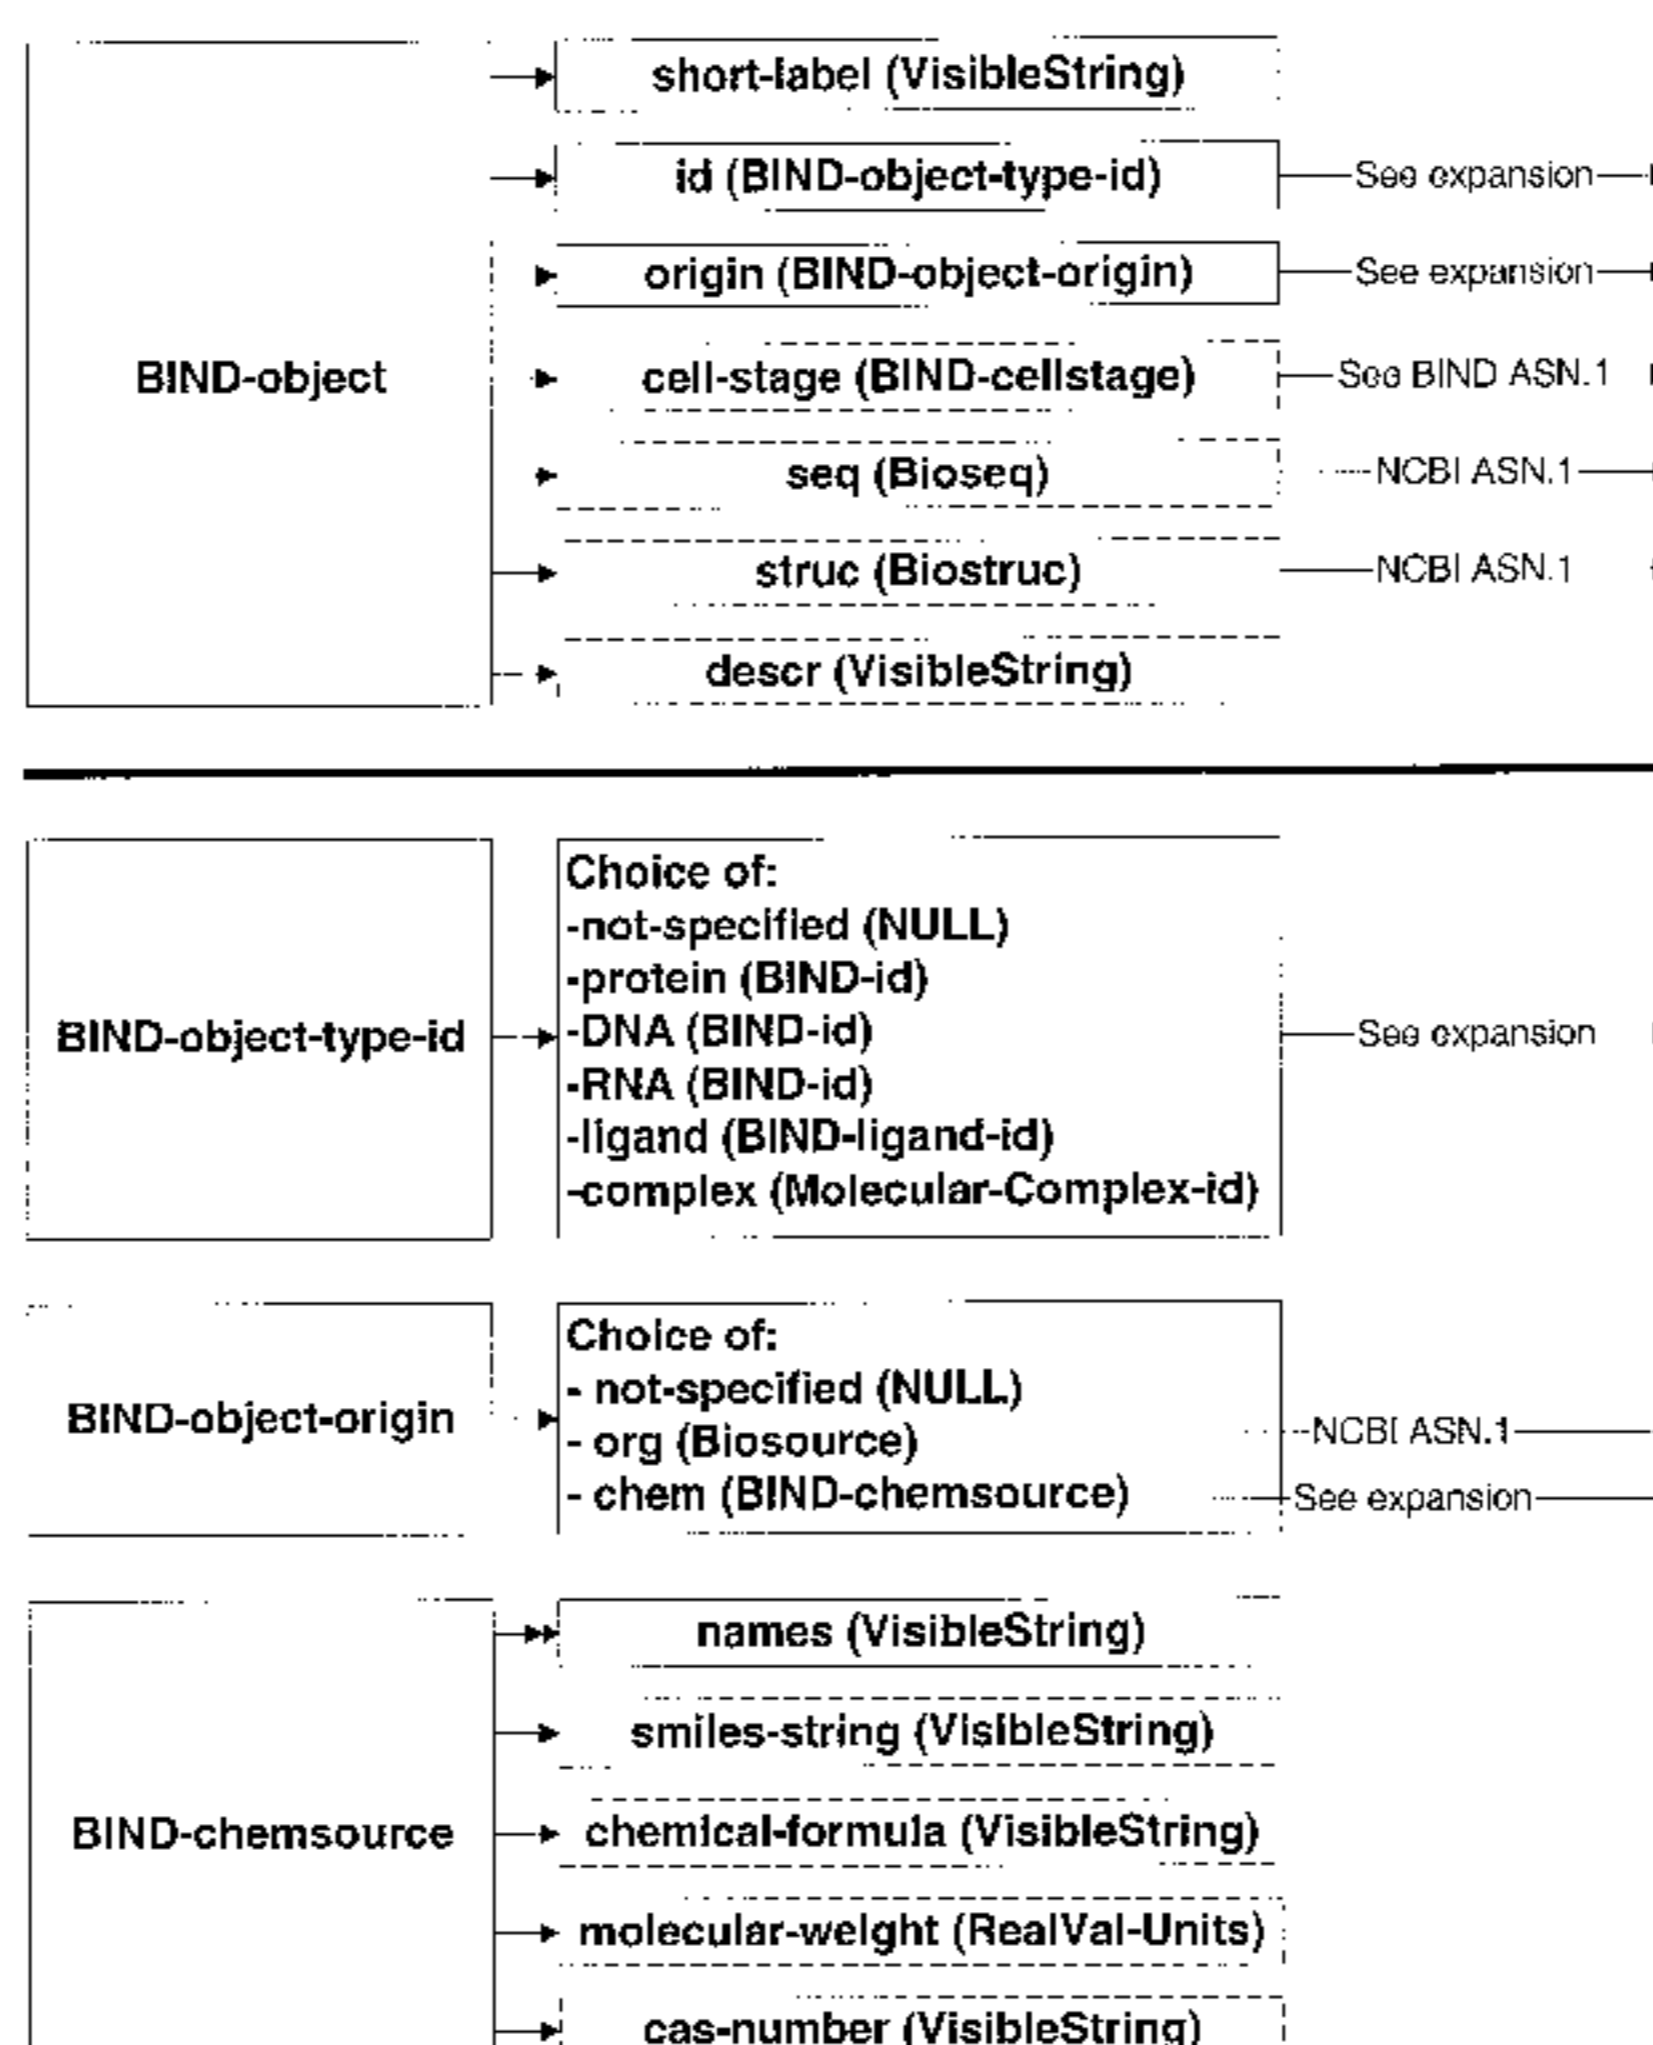 short-label (VisibleString)
id (BIND-object-type-id)
See expansion
origin (BIND-object-origin)
See expansion
BIND-object
cell-stage (BIND-cellstage)
See BIND ASN.1
seq (Bioseq)
NCBI ASN.1
struc (Biostruc)
NCBI ASN.1
descr (VisibleString)
BIND-object-type-id
Choice of:
-not-specified (NULL)
-protein (BIND-id)
-DNA (BIND-id)
-RNA (BIND-id)
-ligand (BIND-ligand-id)
-complex (Molecular-Complex-id)
See expansion
BIND-object-origin
Choice of:
- not-specified (NULL)
- org (Biosource)
- chem (BIND-chemsource)
NCBI ASN.1
See expansion
BIND-chemsource
names (VisibleString)
smiles-string (VisibleString)
chemical-formula (VisibleString)
molecular-weight (RealVal-Units)
cas-number (VisibleString)